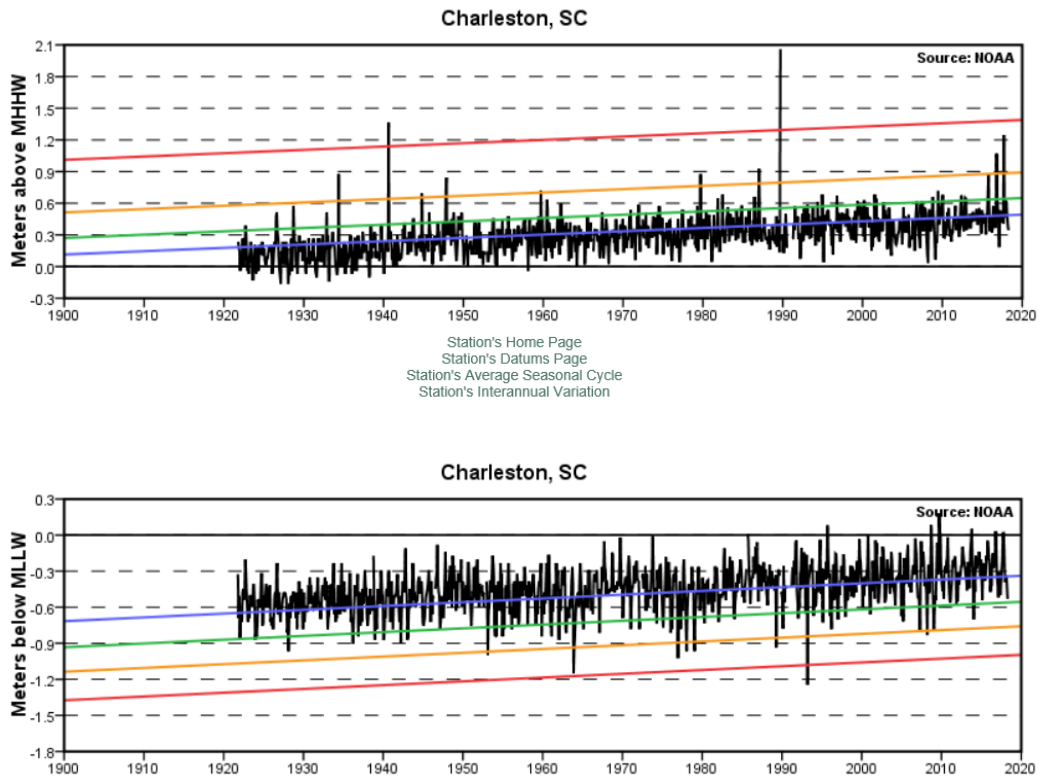 Charleston, SC
Source: NOAA
Meters above MHHW
2.1
1.8
1.5
1.2
0.9
0.6
0.3
0.0
-0.3
1900 1910 1920 1930 1940 1950 1960 1970 1980 1990 2000 2010 2020
Station's Home Page
Station's Datums Page
Station's Average Seasonal Cycle
Station's Interannual Variation
Charleston, SC
Source: NOAA
Meters below MLLW
0.3
0.0
-0.3
-0.6
-0.9
-1.2
-1.5
-1.8
1900 1910 1920 1930 1940 1950 1960 1970 1980 1990 2000 2010 2020